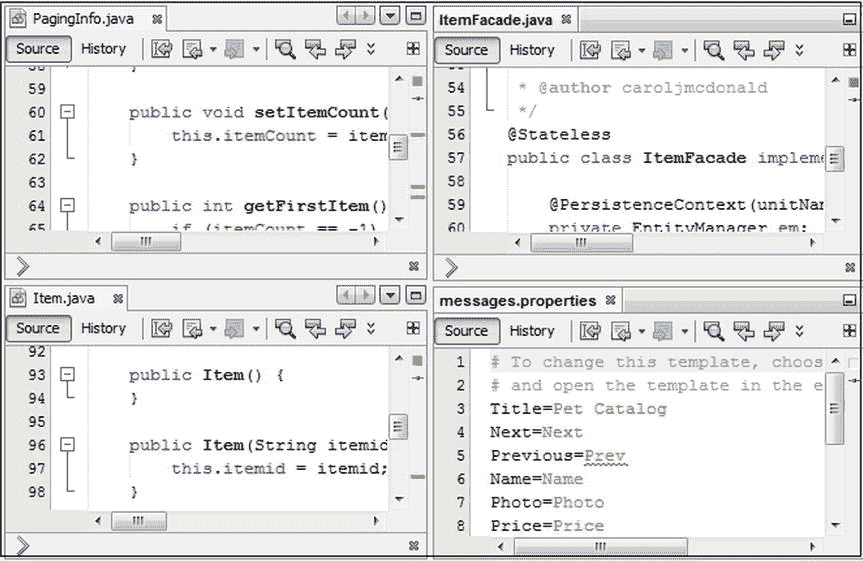 PagingInfo.java
Source History
59
60 public void setItemCount(
61 this.itemCount = item
62 }
63
64 public int getFirstItem()
65 if (itemCount == -1)
ItemFacade.java
Source History
54 * @author caroljmcdonald
55 */
56 @Stateless
57 public class ItemFacade impleme
58
59 @PersistenceContext(unitNam
60 private EntityManager em;
Item.java
Source History
92
93 public Item() {
94 }
95
96 public Item(String itemid
97 this.itemid = itemid;
98 }
messages.properties
Source History
1 # To change this template, choos
2 # and open the template in the e
3 Title=Pet Catalog
4 Next=Next
5 Previous=Prev
6 Name=Name
7 Photo=Photo
8 Price=Price